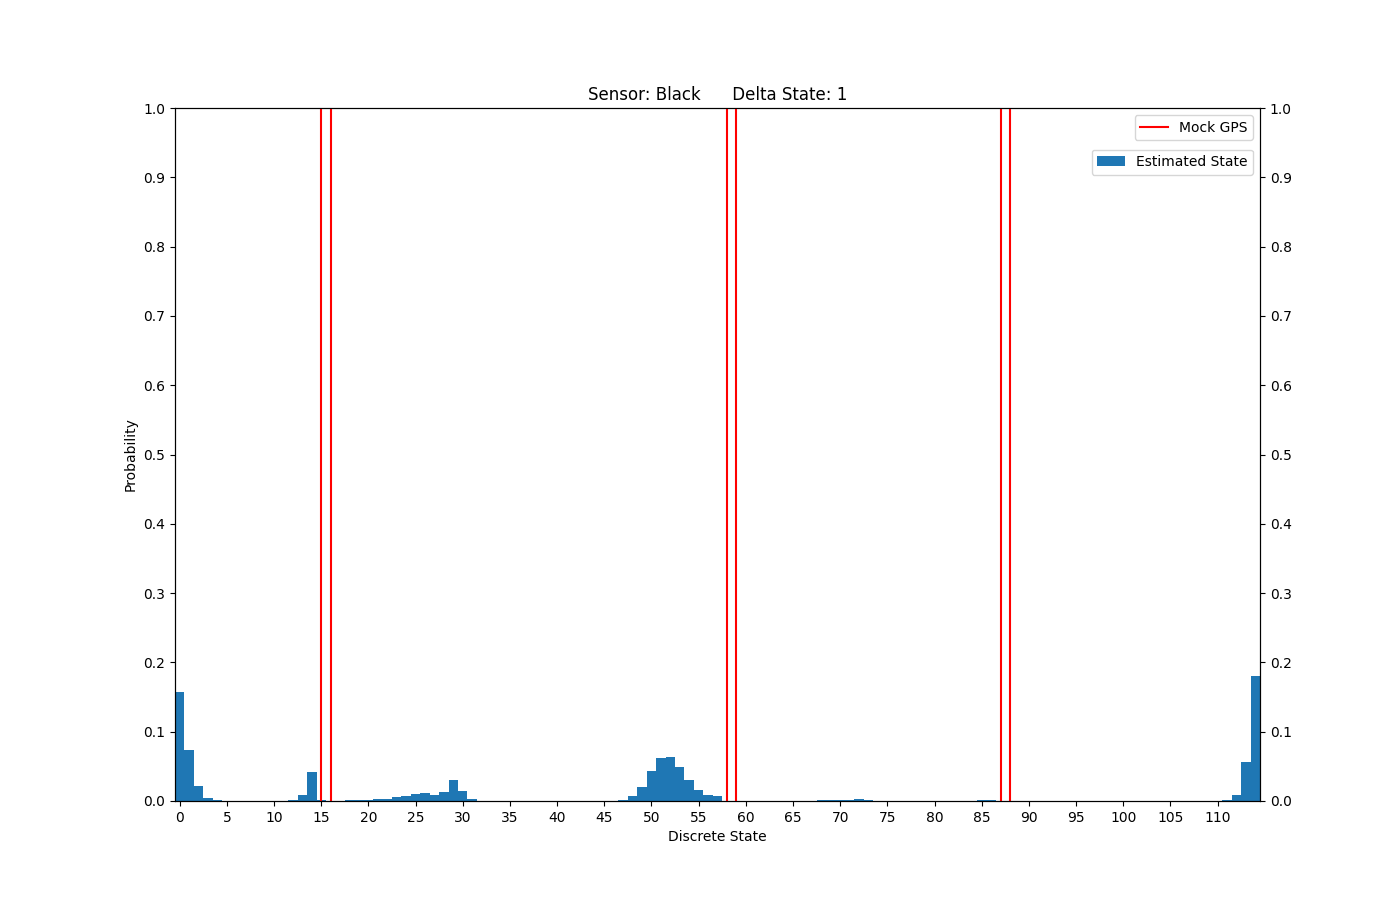 Sensor: Black Delta State: 1
1.0 1.0
Mock GPS
Estimated State
0.9 0.9
0.8 0.8
0.7 0.7
0.6 0.6
0.5 0.5
0.4 0.4
0.3 0.3
0.2 0.2
0.1 0.1
0.0 0.0
Probability
0 5 10 15 20 25 30 35 40 45 50 55 60 65 70 75 80 85 90 95 100 105 110
Discrete State